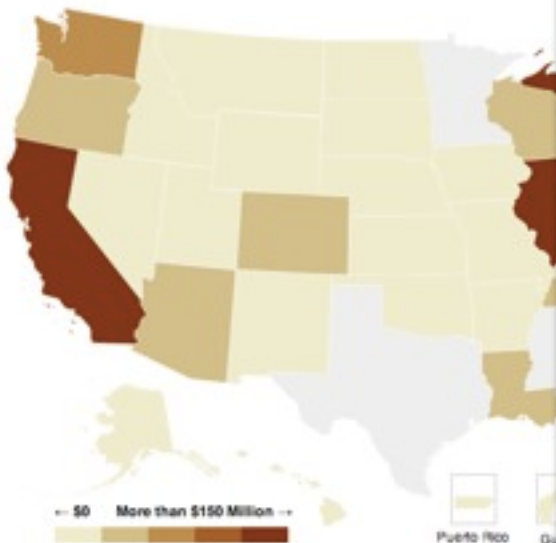 ← $0 More than $150 Million →
Puerto Rico